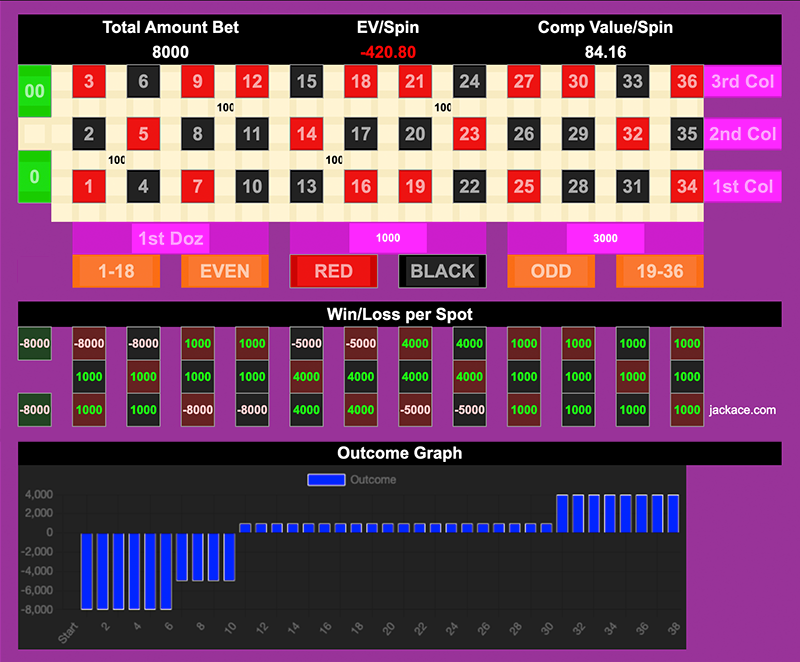 Total Amount Bet EV/Spin Comp Value/Spin
8000 -420.80 84.16
00 3 6 9 12 15 18 21 24 27 30 33 36 3rd Col
100 100
2 5 8 11 14 17 20 23 26 29 32 35 2nd Col
100 100
0 1 4 7 10 13 16 19 22 25 28 31 34 1st Col
1st Doz 1000 3000
1-18 EVEN RED BLACK ODD 19-36
Win/Loss per Spot
-8000 -8000 -8000 1000 1000 -5000 -5000 4000 4000 1000 1000 1000 1000
1000 1000 1000 1000 4000 4000 4000 4000 1000 1000 1000 1000
-8000 1000 1000 -8000 -8000 4000 4000 -5000 -5000 1000 1000 1000 1000 jackace.com
Outcome Graph
Outcome
4,000
2,000
0
-2,000
-4,000
-6,000
-8,000
Start 2 4 6 8 10 12 14 16 18 20 22 24 26 28 30 32 34 36 38